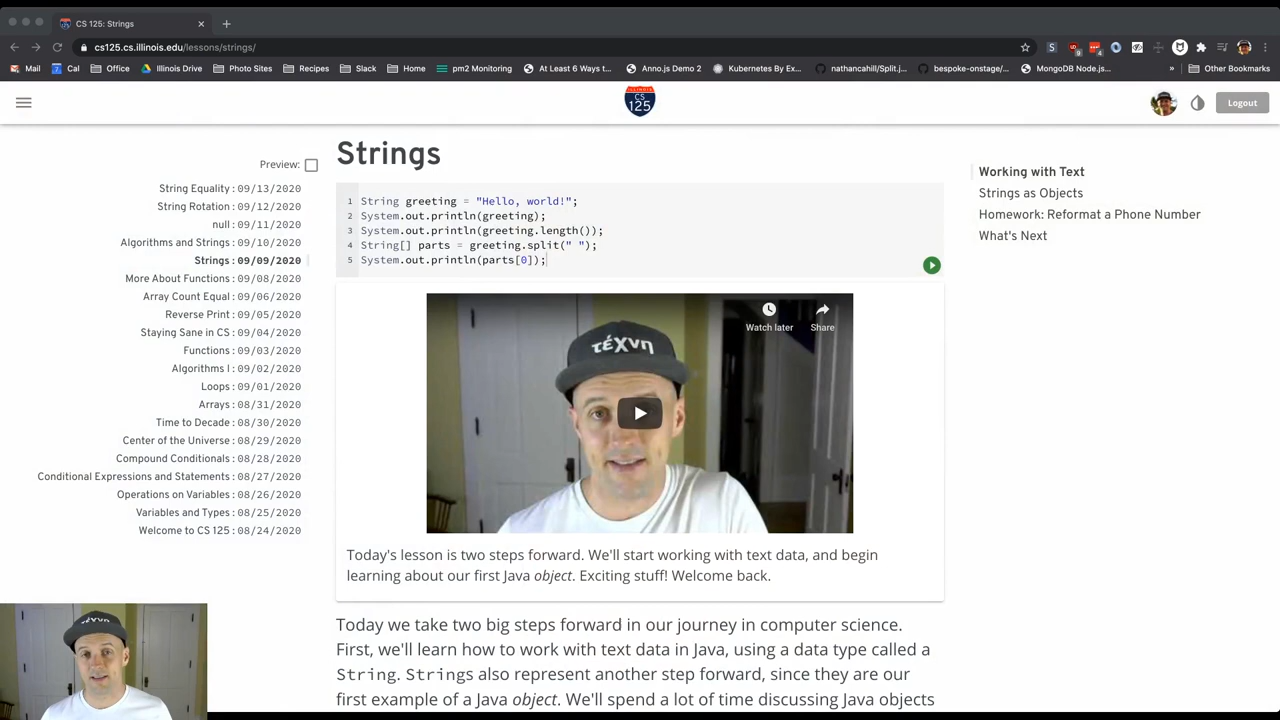 CS 125: Strings
cs125.cs.illinois.edu/lessons/strings/
Mail Cal Office Illinois Drive Photo Sites Recipes Slack Home pm2 Monitoring At Least 6 Ways t... Anno.js Demo 2 Kubernetes By Ex... nathancahill/Split.j... bespoke-onstage/... MongoDB Node.js... » Other Bookmarks
ILLINOIS
CS
125
Logout
Strings
Preview:
String Equality : 09/13/2020
String Rotation : 09/12/2020
null : 09/11/2020
Algorithms and Strings : 09/10/2020
Strings : 09/09/2020
More About Functions : 09/08/2020
Array Count Equal : 09/06/2020
Reverse Print : 09/05/2020
Staying Sane in CS : 09/04/2020
Functions : 09/03/2020
Algorithms I : 09/02/2020
Loops : 09/01/2020
Arrays : 08/31/2020
Time to Decade : 08/30/2020
Center of the Universe : 08/29/2020
Compound Conditionals : 08/28/2020
Conditional Expressions and Statements : 08/27/2020
Operations on Variables : 08/26/2020
Variables and Types : 08/25/2020
Welcome to CS 125 : 08/24/2020
1 String greeting = "Hello, world!";
2 System.out.println(greeting);
3 System.out.println(greeting.length());
4 String[] parts = greeting.split(" ");
5 System.out.println(parts[0]);
Watch later Share
τέχνη
Today's lesson is two steps forward. We'll start working with text data, and begin
learning about our first Java object. Exciting stuff! Welcome back.
Today we take two big steps forward in our journey in computer science.
First, we'll learn how to work with text data in Java, using a data type called a
String. Strings also represent another step forward, since they are our
first example of a Java object. We'll spend a lot of time discussing Java objects
Working with Text
Strings as Objects
Homework: Reformat a Phone Number
What's Next
τέχνη